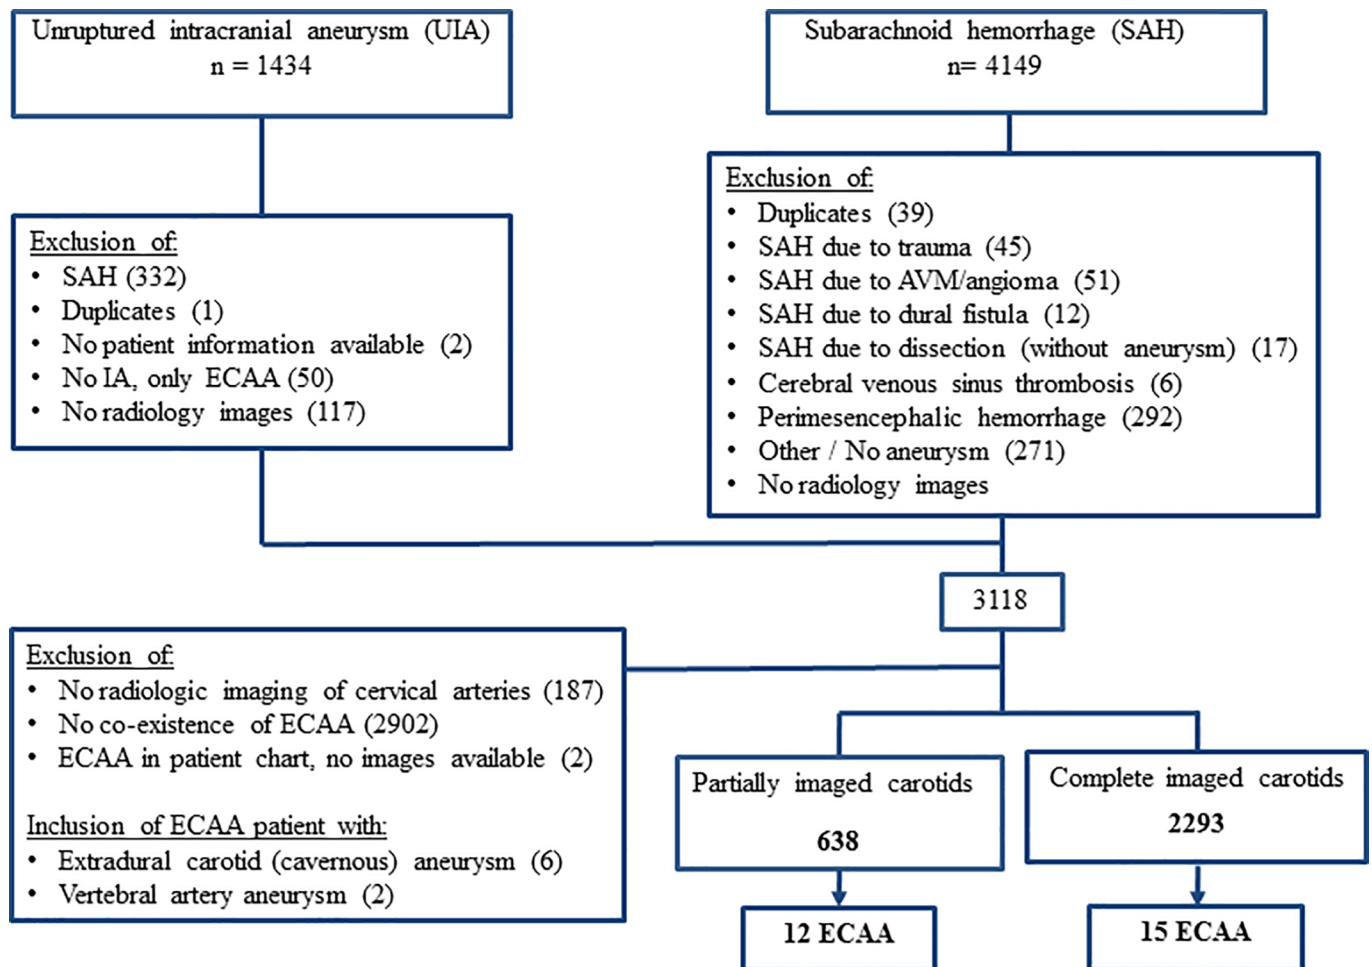 Unruptured intracranial aneurysm (UIA)
n = 1434
Subarachnoid hemorrhage (SAH)
n= 4149
Exclusion of:
• SAH (332)
• Duplicates (1)
• No patient information available (2)
• No IA, only ECAA (50)
• No radiology images (117)
Exclusion of:
• Duplicates (39)
• SAH due to trauma (45)
• SAH due to AVM/angioma (51)
• SAH due to dural fistula (12)
• SAH due to dissection (without aneurysm) (17)
• Cerebral venous sinus thrombosis (6)
• Perimesencephalic hemorrhage (292)
• Other / No aneurysm (271)
• No radiology images
3118
Exclusion of:
• No radiologic imaging of cervical arteries (187)
• No co-existence of ECAA (2902)
• ECAA in patient chart, no images available (2)
Inclusion of ECAA patient with:
• Extradural carotid (cavernous) aneurysm (6)
• Vertebral artery aneurysm (2)
Partially imaged carotids
638
Complete imaged carotids
2293
12 ECAA
15 ECAA